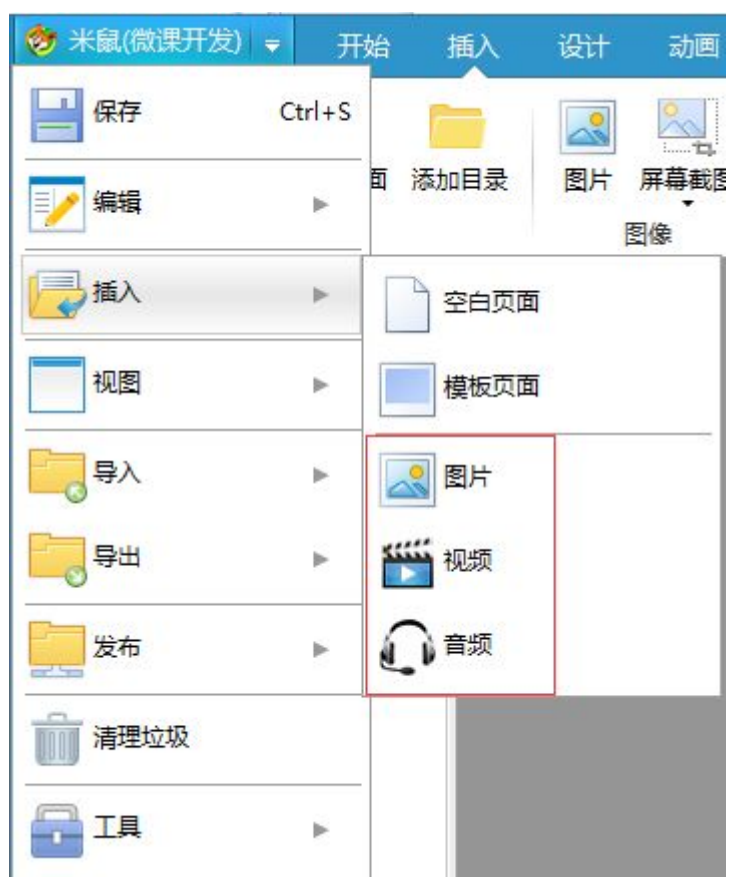 米鼠(微课开发) 开始 插入 设计 动画
保存 Ctrl+S
面 添加目录 图片 屏幕截图
图像
编辑
插入
空白页面
视图
模板页面
导入
图片
导出
视频
发布
音频
清理垃圾
工具